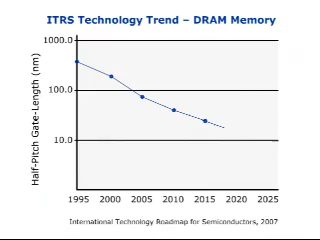 ITRS Technology Trend – DRAM Memory
Half-Pitch Gate-Length (nm)
1000.0
100.0
10.0
1995 2000 2005 2010 2015 2020 2025
International Technology Roadmap for Semiconductors, 2007